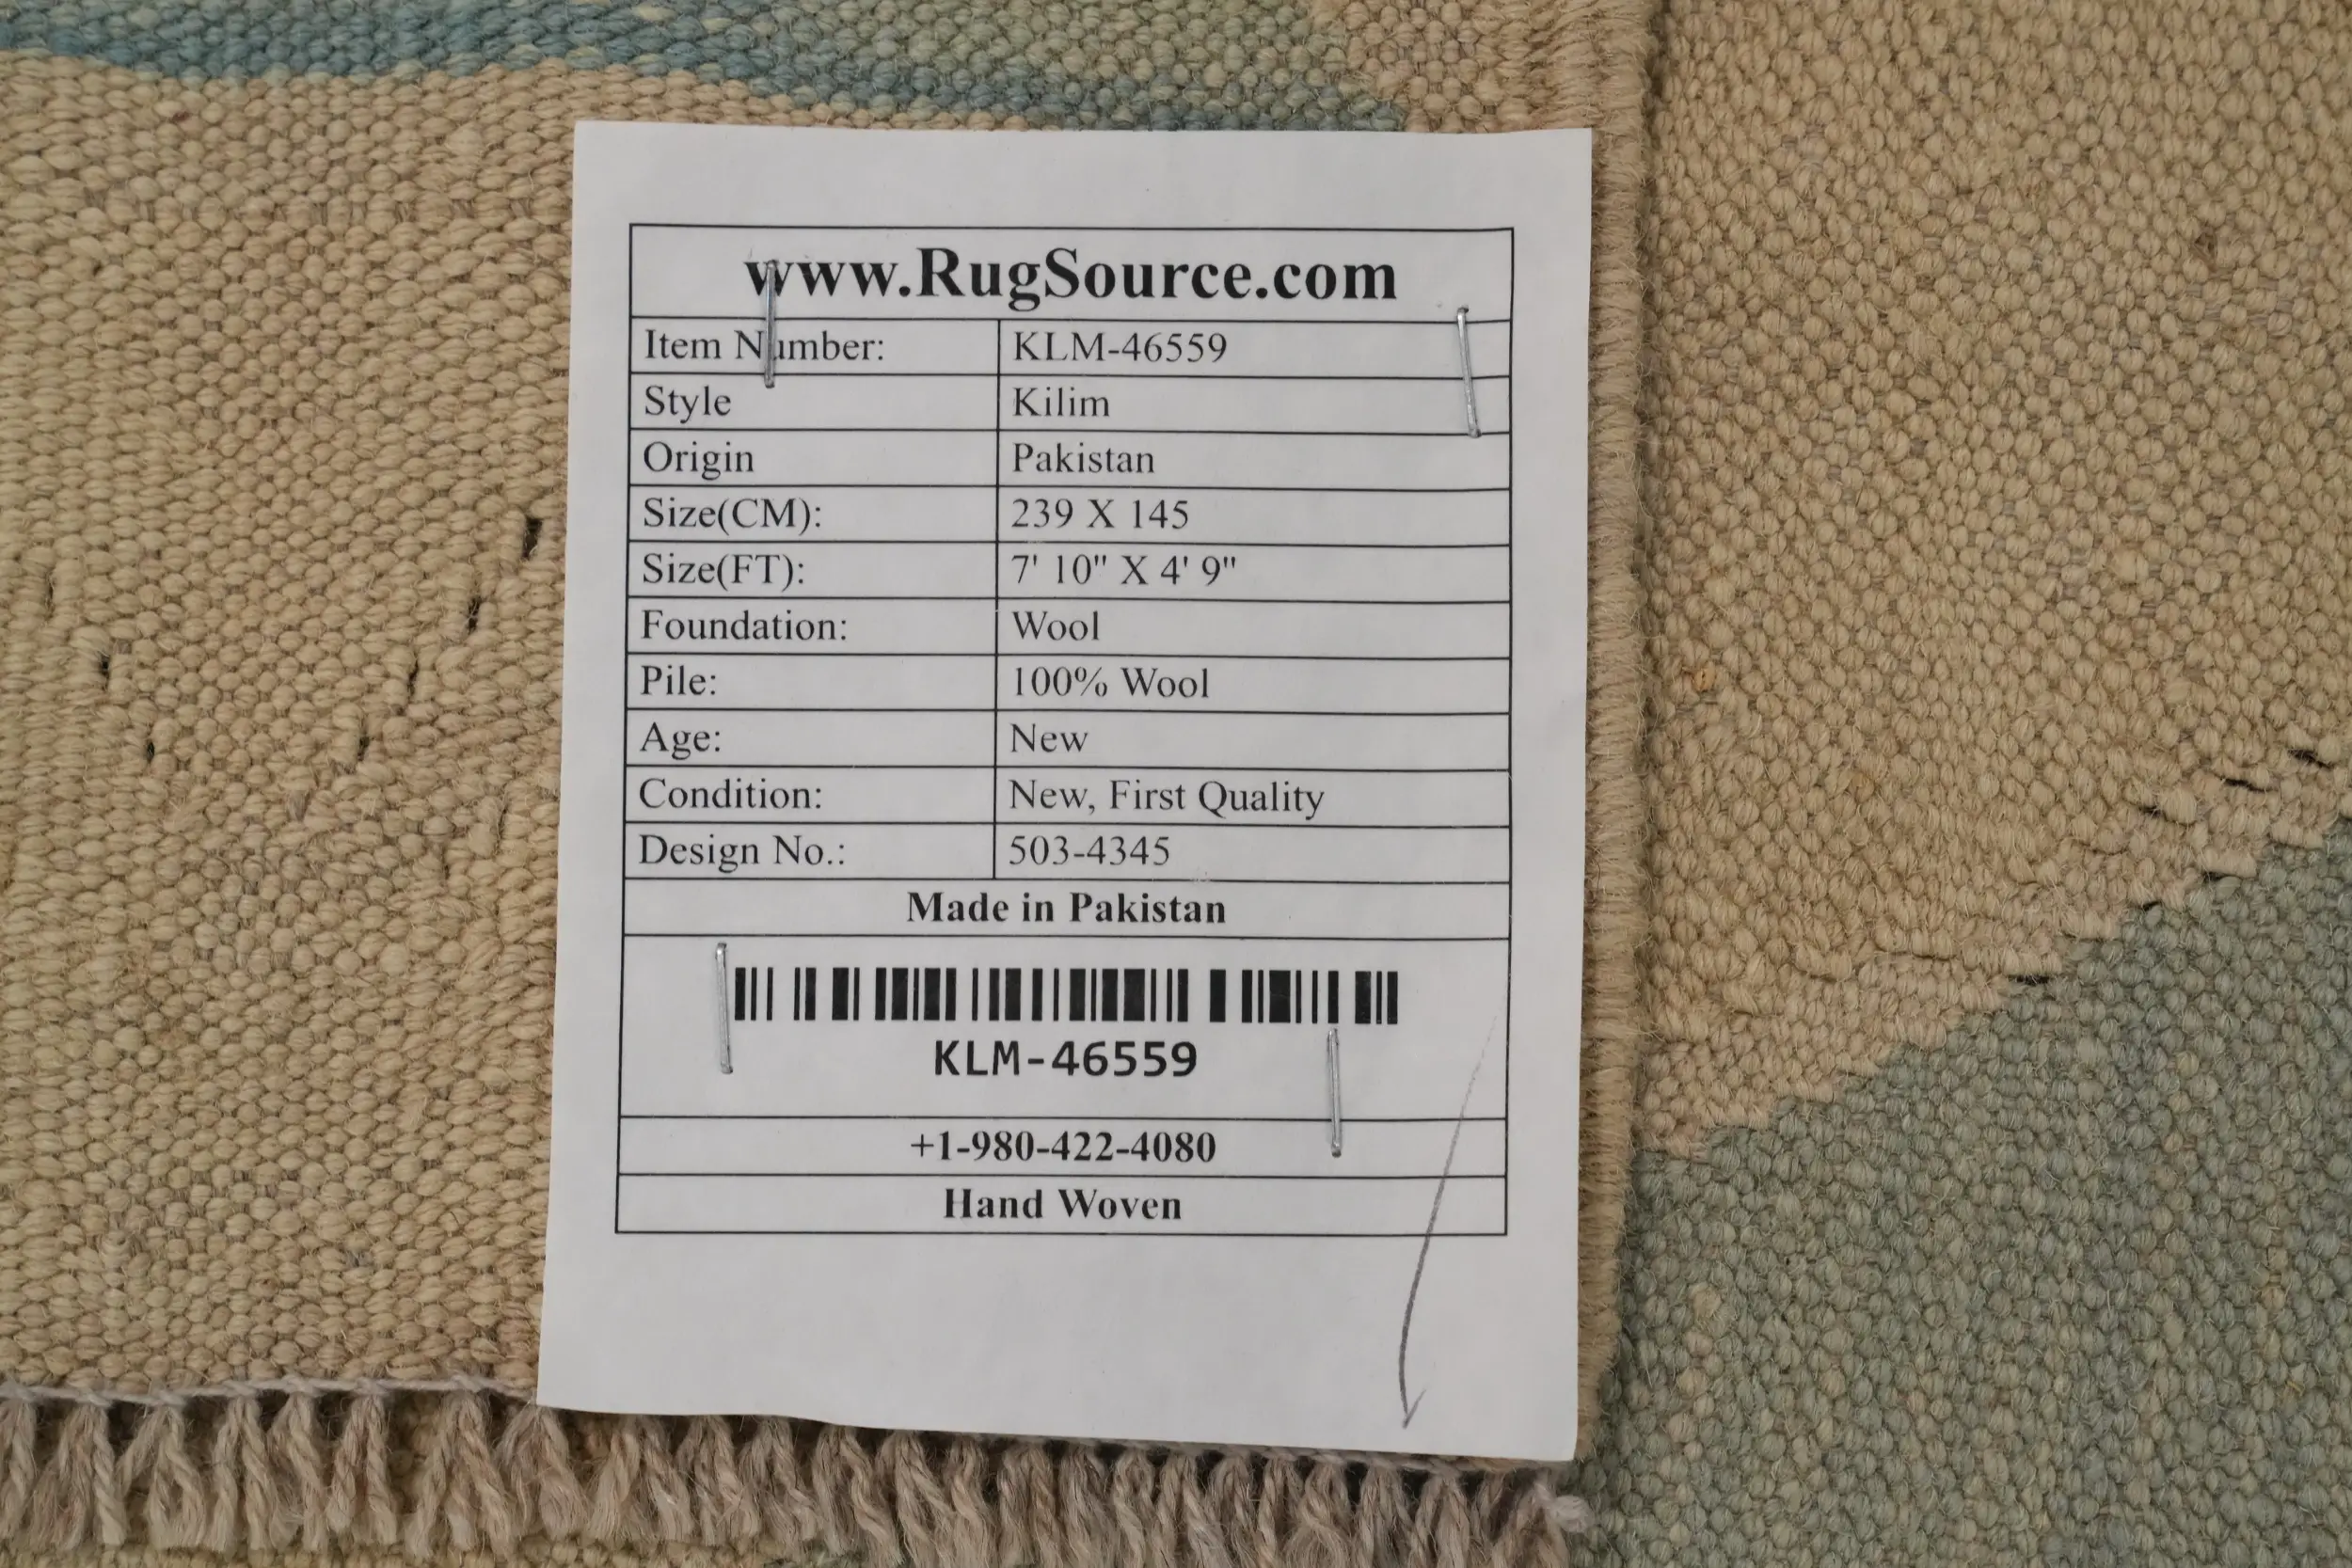 www.RugSource.com
Item Number: KLM-46559
Style Kilim
Origin Pakistan
Size(CM): 239 X 145
Size(FT): 7' 10" X 4' 9"
Foundation: Wool
Pile: 100% Wool
Age: New
Condition: New, First Quality
Design No.: 503-4345
Made in Pakistan
KLM-46559
+1-980-422-4080
Hand Woven